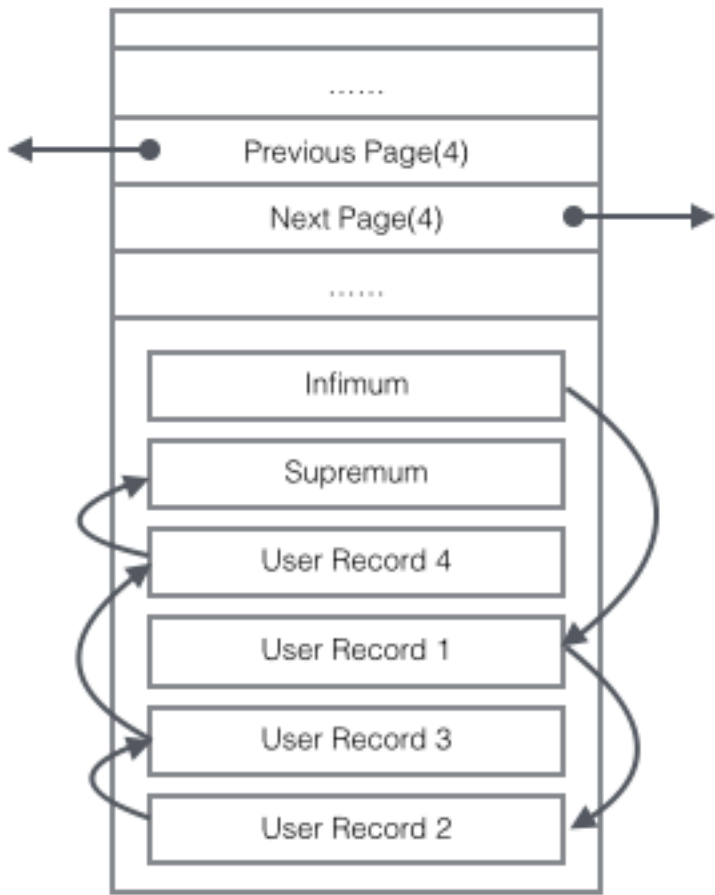 ......
Previous Page(4)
Next Page(4)
......
Infimum
Supremum
User Record 4
User Record 1
User Record 3
User Record 2